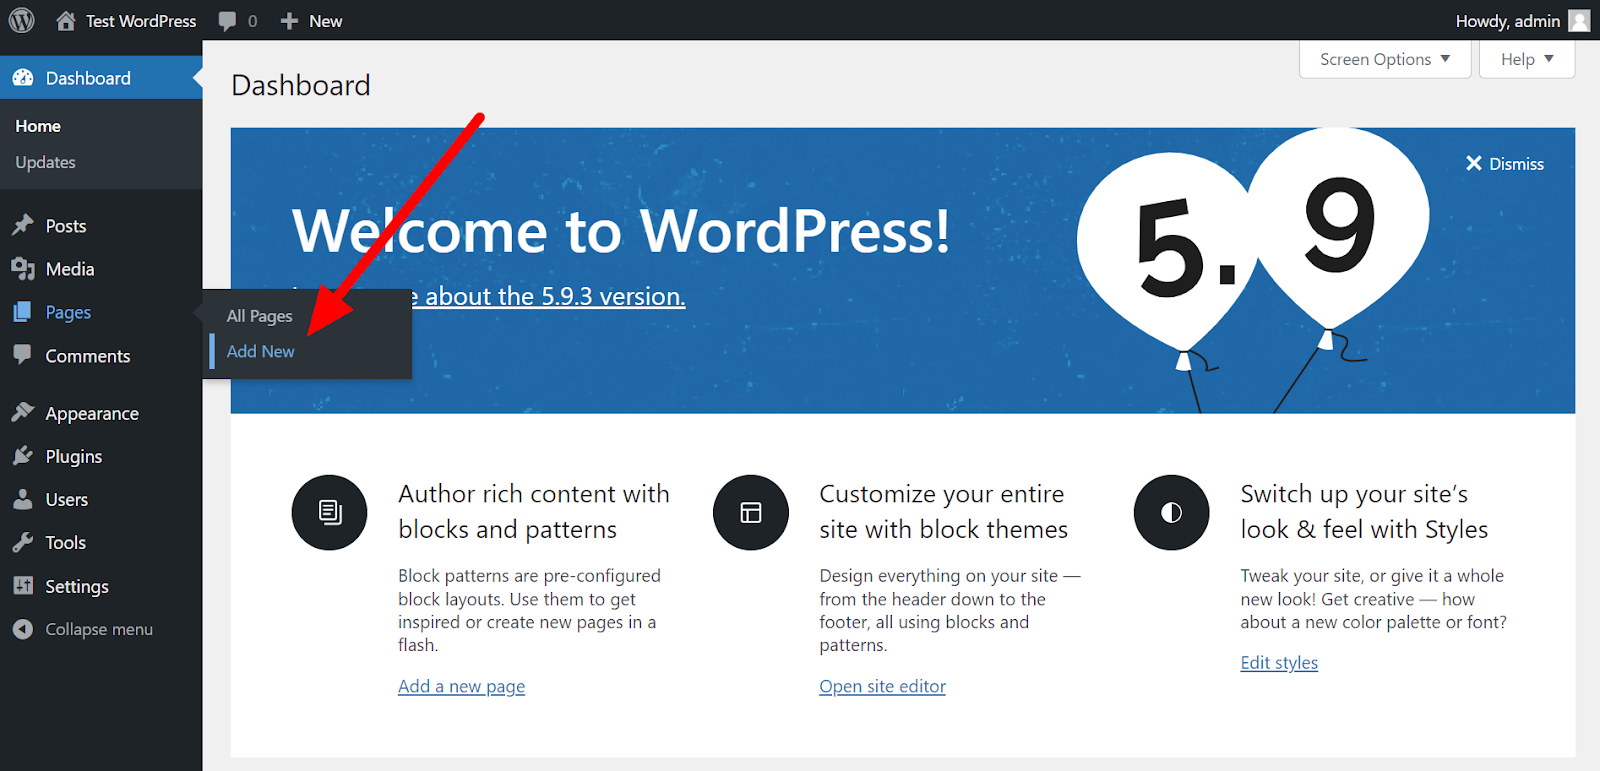 Test WordPress 0 New Howdy, admin
Dashboard
Home
Updates
Posts
Media
Pages
Comments
Appearance
Plugins
Users
Tools
Settings
Collapse menu
All Pages
Add New
Screen Options Help
Dashboard
Dismiss
Welcome to WordPress!
about the 5.9.3 version.
5.9
Author rich content with
blocks and patterns
Block patterns are pre-configured
block layouts. Use them to get
inspired or create new pages in a
flash.
Add a new page
Customize your entire
site with block themes
Design everything on your site —
from the header down to the
footer, all using blocks and
patterns.
Open site editor
Switch up your site’s
look & feel with Styles
Tweak your site, or give it a whole
new look! Get creative — how
about a new color palette or font?
Edit styles